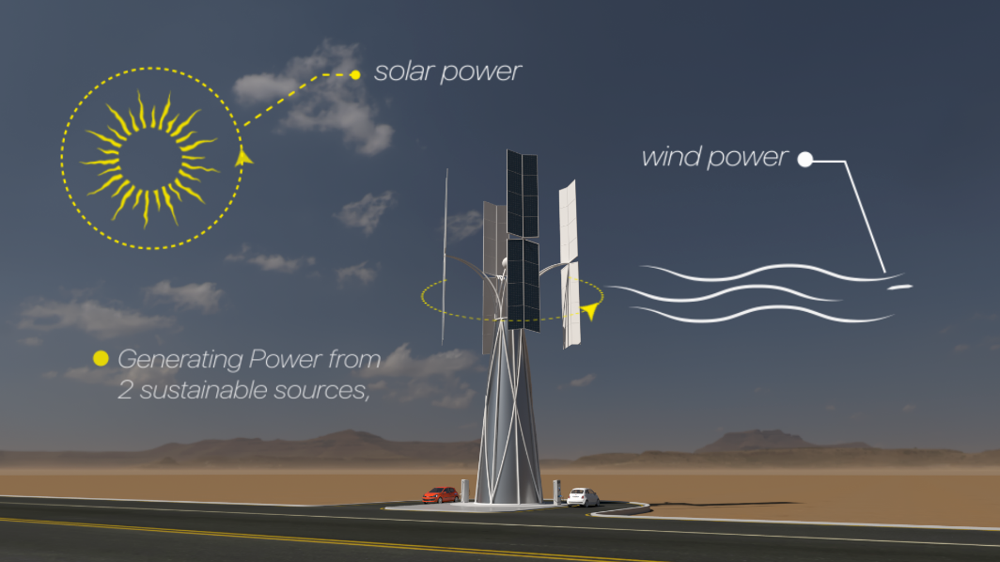 solar power
wind power
Generating Power from
2 sustainable sources,